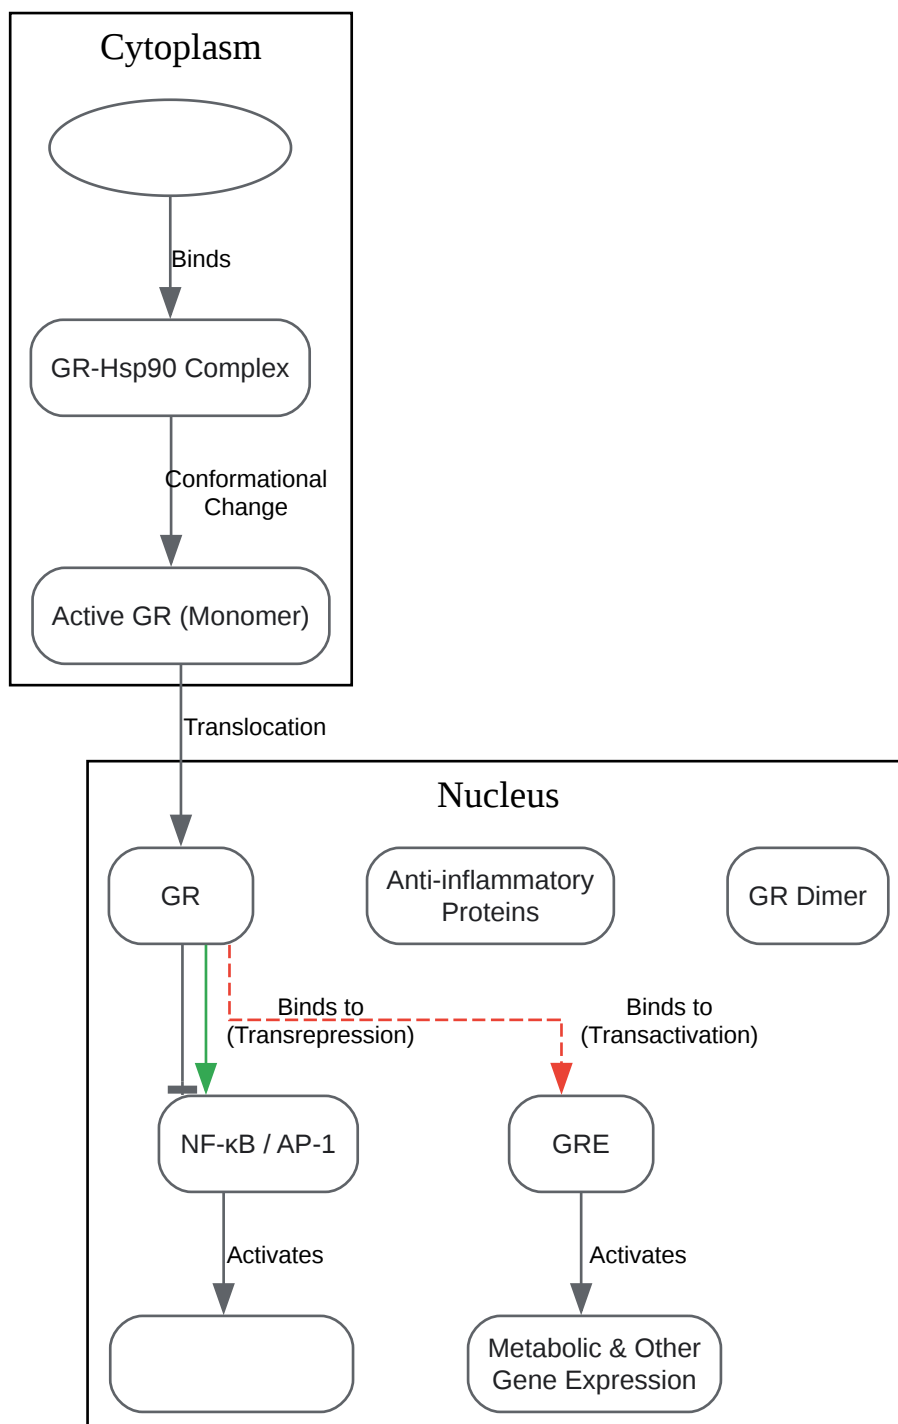 Cytoplasm
Binds
GR-Hsp90 Complex
Conformational
Change
Active GR (Monomer)
Translocation
Nucleus
GR
Anti-inflammatory
Proteins
GR Dimer
Binds to
(Transrepression)
Binds to
(Transactivation)
NF-κB / AP-1
GRE
Activates
Activates
Metabolic & Other
Gene Expression